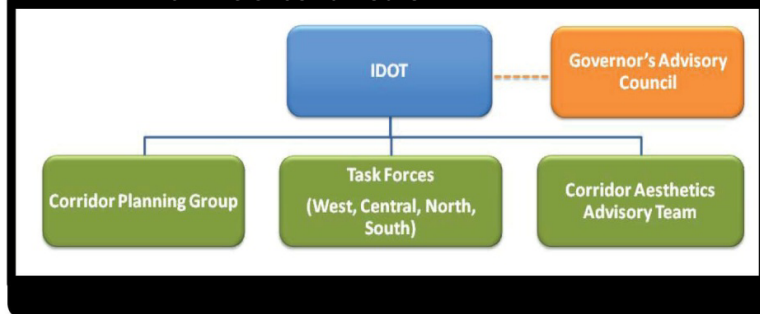 IDOT
Governor's Advisory
Council
Corridor Planning Group
Task Forces
(West, Central, North,
South)
Corridor Aesthetics
Advisory Team